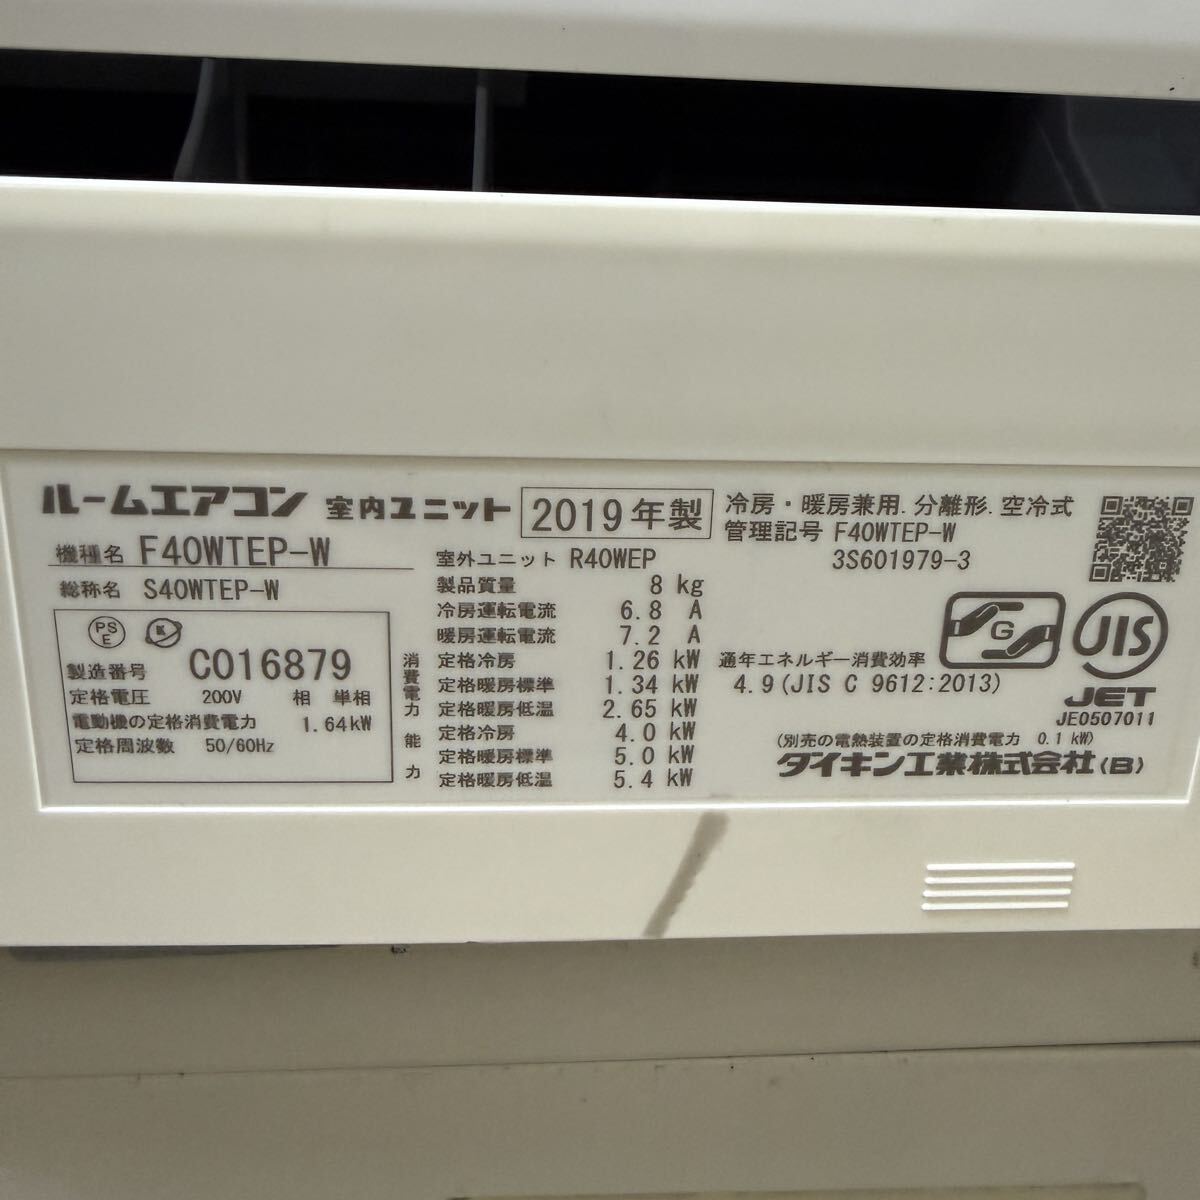 ルームエアコン 室内ユニット 2019年製
機種名 F40WTEP-W
総称名 S40WTEP-W
PS E
製造番号 C016879
定格電圧 200V 相 単相
電動機の定格消費電力 1.64kW
定格周波数 50/60Hz
室外ユニット R40WEP
製品質量 8 kg
冷房運転電流 6.8 A
暖房運転電流 7.2 A
消費電力 定格冷房 1.26 kW
定格暖房標準 1.34 kW
定格暖房低温 2.65 kW
能力 定格冷房 4.0 kW
定格暖房標準 5.0 kW
定格暖房低温 5.4 kW
冷房・暖房兼用.分離形.空冷式
管理記号 F40WTEP-W
3S601979-3
G
JIS
通年エネルギー消費効率
4.9(JIS C 9612:2013)
JET
JE0507011
(別売の電熱装置の定格消費電力 0.1 kW)
ダイキン工業株式会社(B)